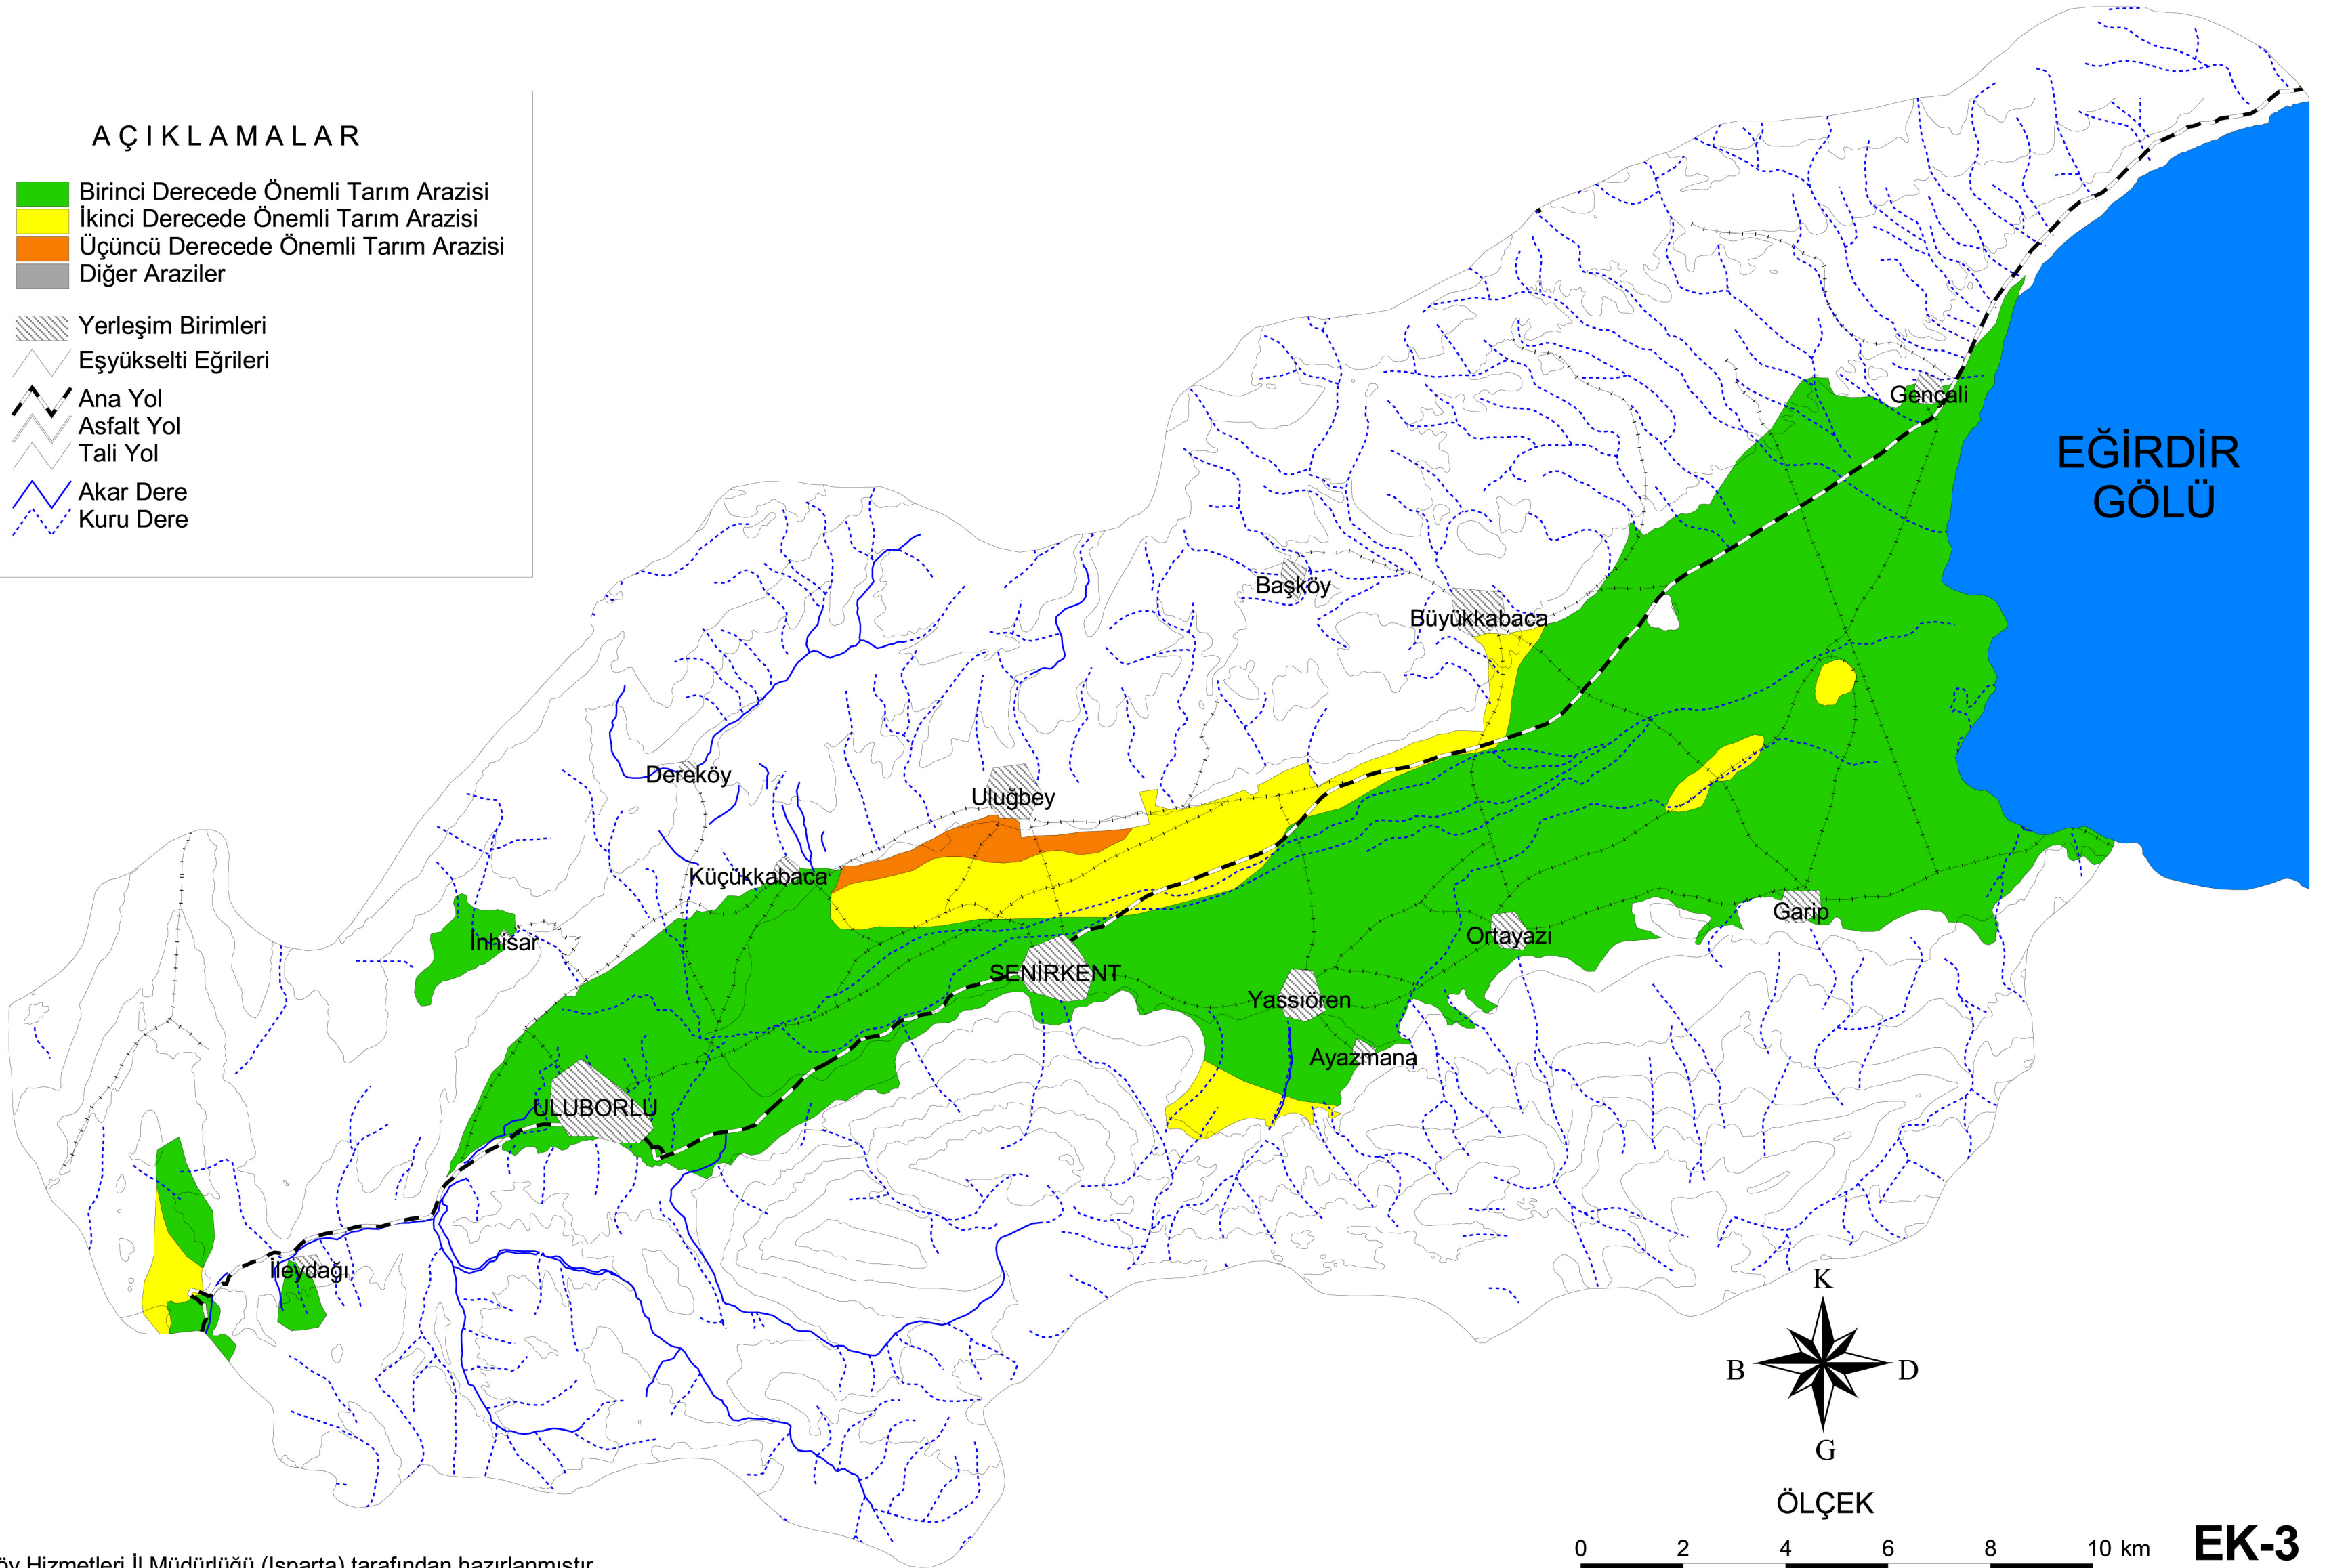 AÇIKLAMALAR
Birinci Derecede Önemli Tarım Arazisi
İkinci Derecede Önemli Tarım Arazisi
Üçüncü Derecede Önemli Tarım Arazisi
Diğer Araziler
Yerleşim Birimleri
Eşyükselti Eğrileri
Ana Yol
Asfalt Yol
Tali Yol
Akar Dere
Kuru Dere
Gençali
EĞİRDİR
GÖLÜ
Başköy
Büyükkabaca
Dereköy
Uluğbey
Küçükkabaca
İnhisar
Garip
Ortayazı
SENİRKENT
Yassıören
Ayazmana
ULUBORLU
İleydağı
K
B
D
G
ÖLÇEK
0 2 4 6 8 10 km
EK-3
Hizmetleri İl Müdürlüğü (Isparta) tarafından hazırlanmıştır